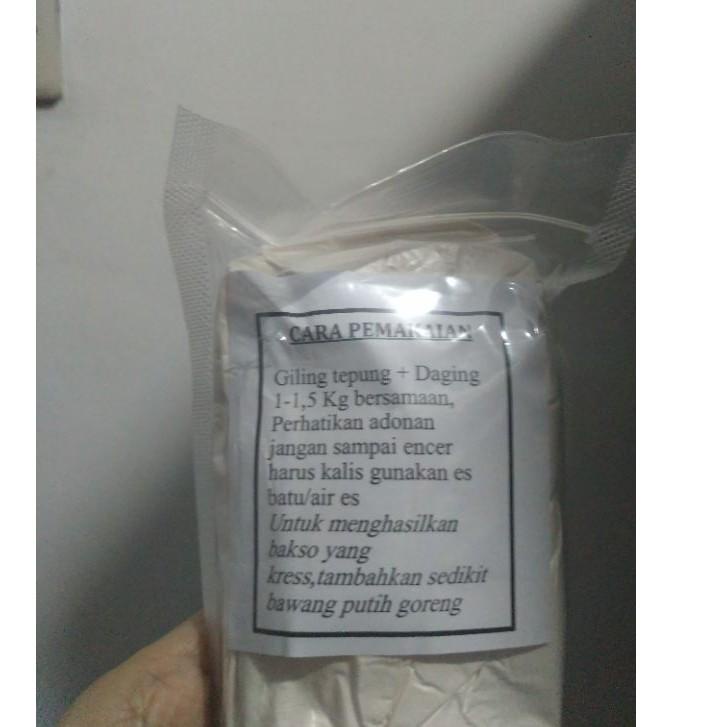 CARA PEMAKAIAN
Giling tepung + Daging
1-1,5 Kg bersamaan,
Perhatikan adonan
jangan sampai encer
harus kalis gunakan es
batu/air es
Untuk menghasilkan
bakso yang
kress,tambahkan sedikit
bawang putih goreng